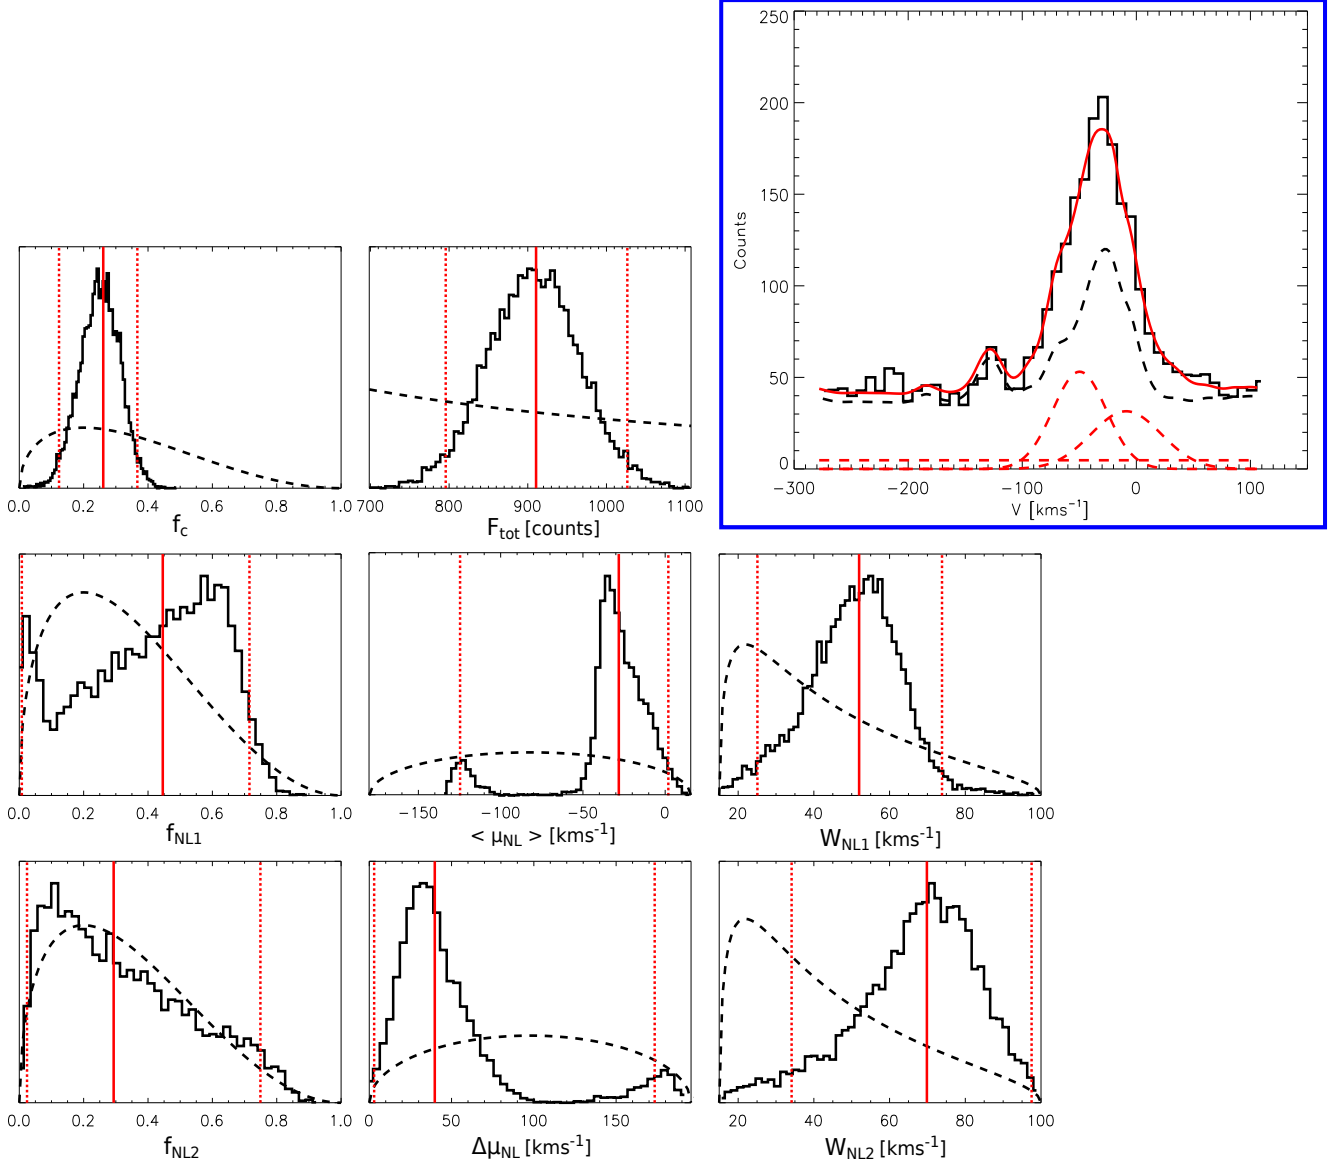 250
200
150
100
50
0
Counts
−300 −200 −100 0 100
V [kms⁻¹]
0.0 0.2 0.4 0.6 0.8 1.0
f_c
700 800 900 1000 1100
F_tot [counts]
0.0 0.2 0.4 0.6 0.8 1.0
f_NL1
−150 −100 −50 0
< μ_NL > [kms⁻¹]
20 40 60 80 100
W_NL1 [kms⁻¹]
0.0 0.2 0.4 0.6 0.8 1.0
f_NL2
0 50 100 150
Δμ_NL [kms⁻¹]
20 40 60 80 100
W_NL2 [kms⁻¹]